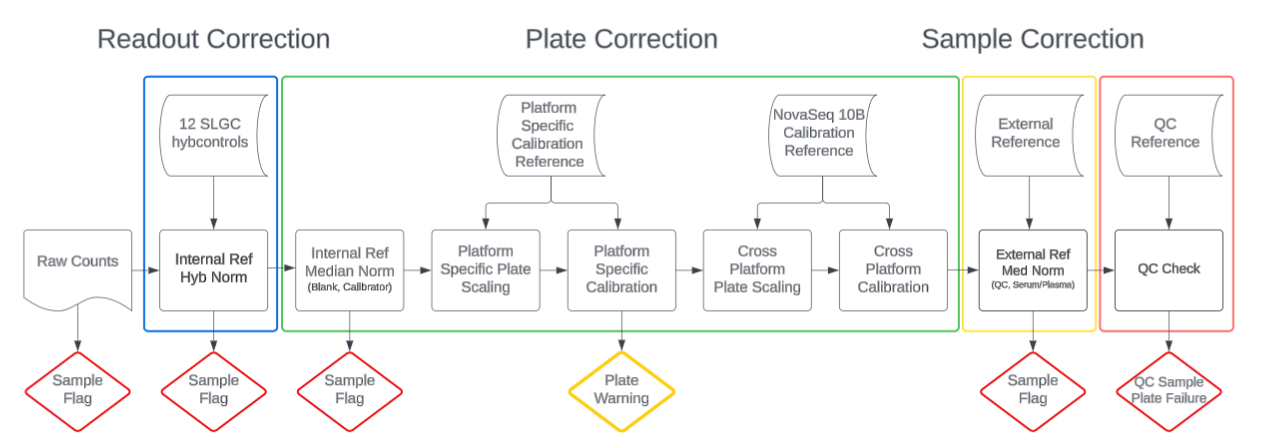 Readout Correction
Plate Correction
Sample Correction
12 SLGC
hybcontrols
Platform
Specific
Calibration
Reference
NovaSeq 10B
Calibration
Reference
External
Reference
QC
Reference
Raw Counts
Internal Ref
Hyb Norm
Internal Ref
Median Norm
(Blank, Calibrator)
Platform
Specific Plate
Scaling
Platform
Specific
Calibration
Cross
Platform
Plate Scaling
Cross
Platform
Calibration
External Ref
Med Norm
(QC, Serum/Plasma)
QC Check
Sample
Flag
Sample
Flag
Sample
Flag
Plate
Warning
Sample
Flag
QC Sample
Plate Failure